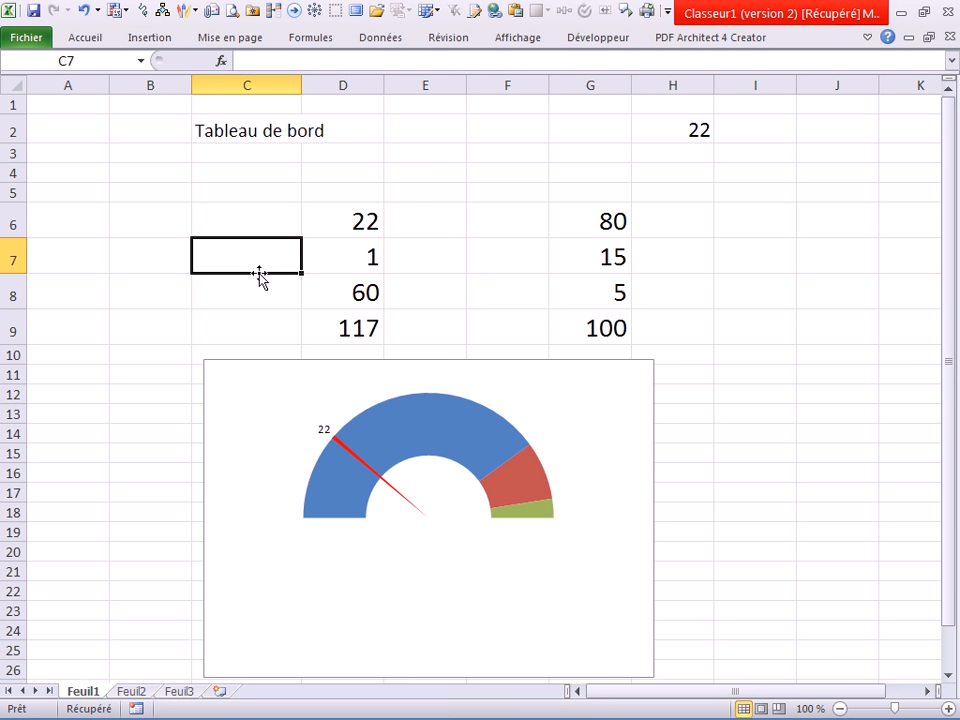 Classeur1 (version 2) [Récupéré] M..
Fichier Accueil Insertion Mise en page Formules Données Révision Affichage Développeur PDF Architect 4 Creator
C7 fx
A B C D E F G H I J K
1
2 Tableau de bord 22
3
4
5
6 22 80
7 1 15
8 60 5
9 117 100
10
11
12
13
14 22
15
16
17
18
19
20
21
22
23
24
25
26
Feuil1 Feuil2 Feuil3
Prêt Récupéré 100 %